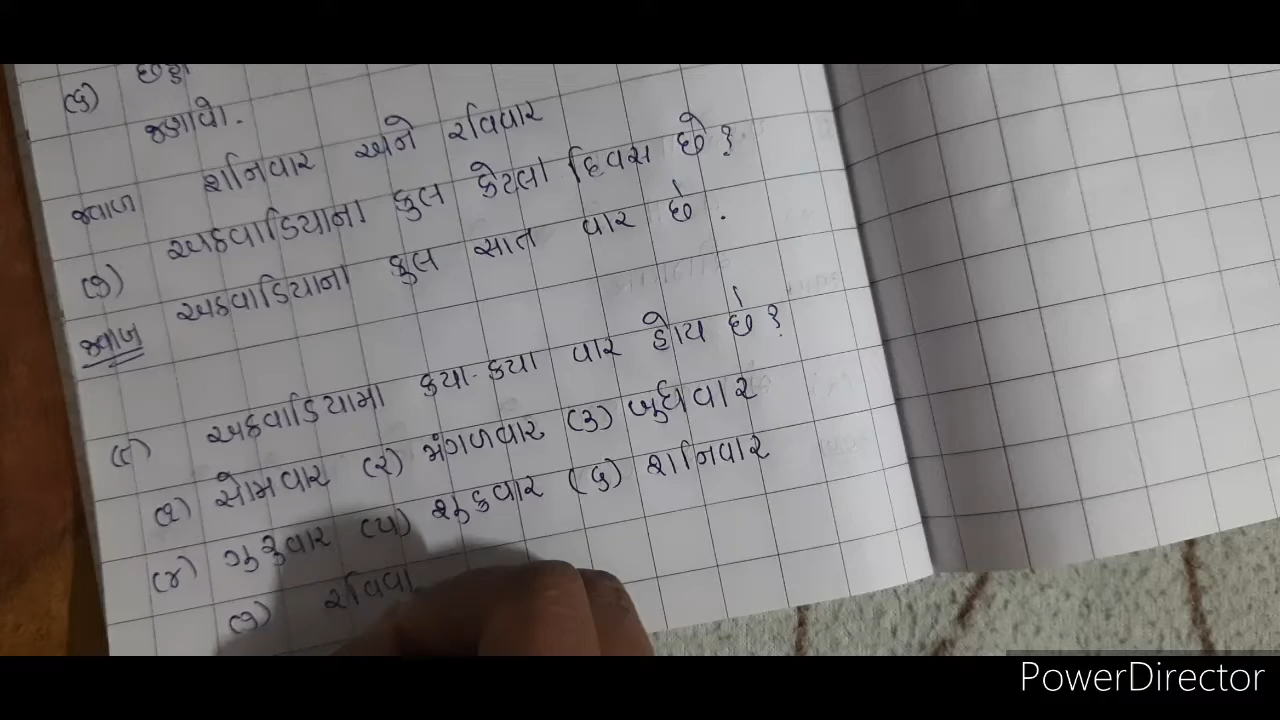 (૬)
જણાવો.
જવાબ શનિવાર અને રવિવાર
(૭) અઠવાડિયાના કુલ કેટલા દિવસ છે?
જવાબ અઠવાડિયાના કુલ સાત વાર છે.
(૮) અઠવાડિયામા કયા-કયા વાર હોય છે?
(૧) સોમવાર (૨) મંગળવાર (૩) બુધવાર
(૪) ગુરુવાર (૫) શુક્રવાર (૬) શનિવાર
(૭) રવિવા
PowerDirector